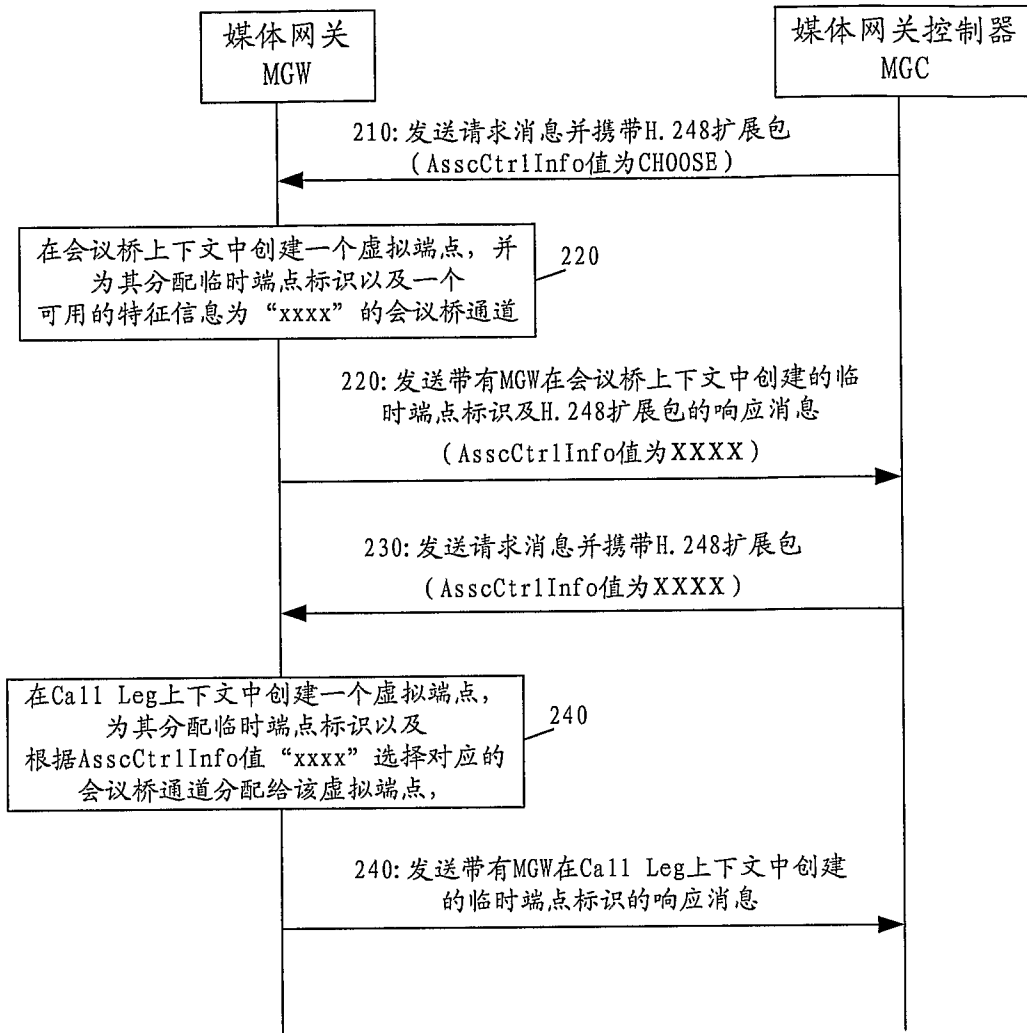 媒体网关
MGW
媒体网关控制器
MGC
210:发送请求消息并携带H.248扩展包
(AsscCtrlInfo值为CHOOSE)
在会议桥上下文中创建一个虚拟端点，并
为其分配临时端点标识以及一个
可用的特征信息为“xxxx”的会议桥通道
220
220:发送带有MGW在会议桥上下文中创建的临
时端点标识及H.248扩展包的响应消息
(AsscCtrlInfo值为XXXX)
230:发送请求消息并携带H.248扩展包
(AsscCtrlInfo值为XXXX)
在Call Leg上下文中创建一个虚拟端点，
为其分配临时端点标识以及
根据AsscCtrlInfo值“xxxx”选择对应的
会议桥通道分配给该虚拟端点，
240
240:发送带有MGW在Call Leg上下文中创建
的临时端点标识的响应消息